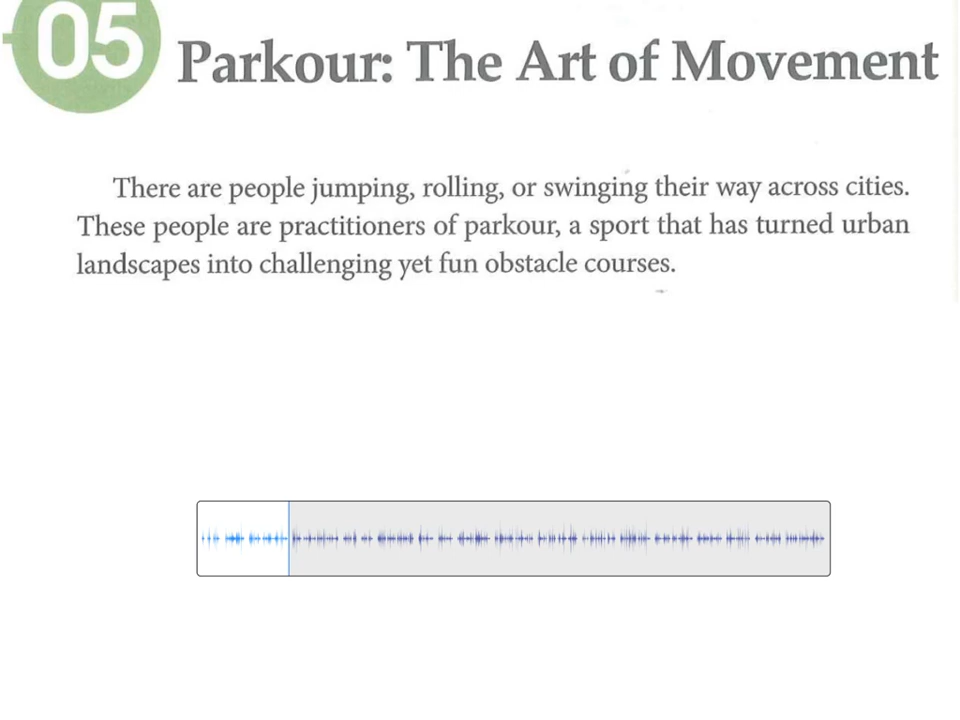 05
Parkour: The Art of Movement
There are people jumping, rolling, or swinging their way across cities.
These people are practitioners of parkour, a sport that has turned urban
landscapes into challenging yet fun obstacle courses.